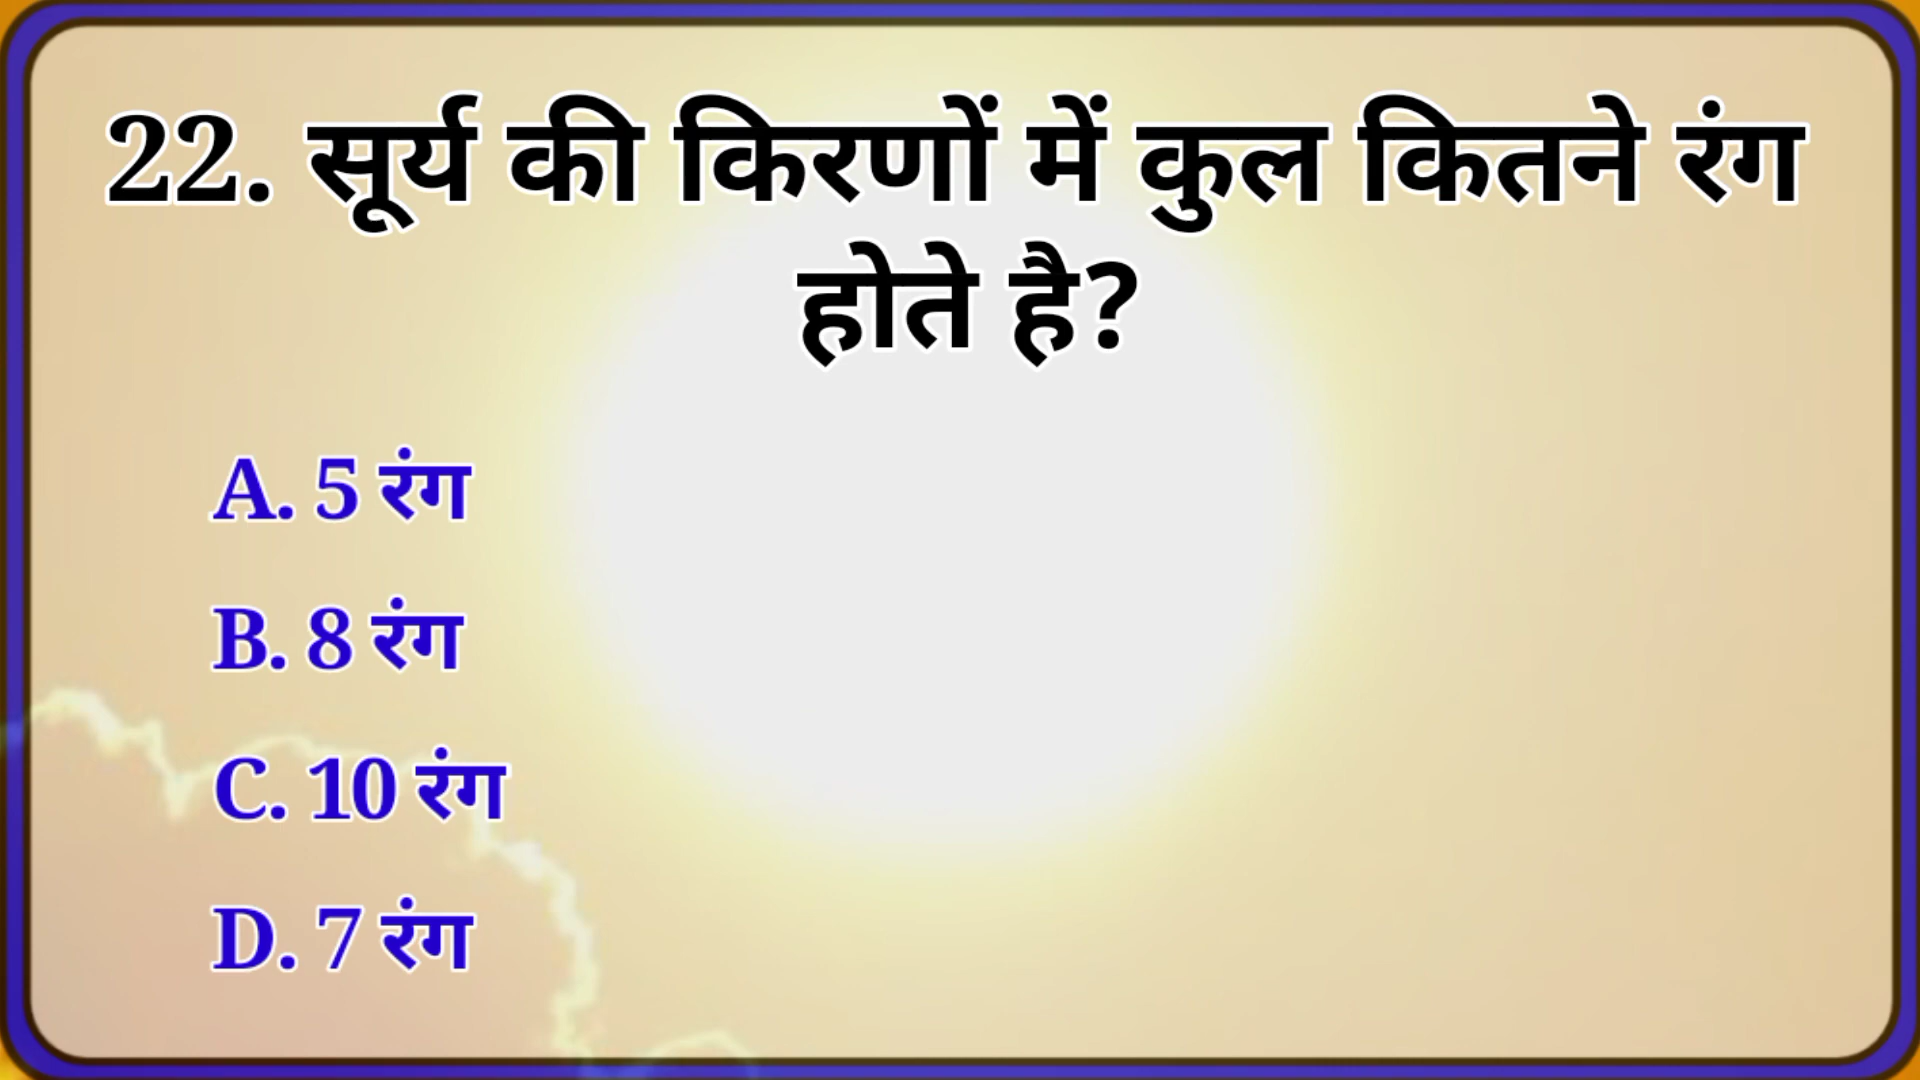 22. सूर्य की किरणों में कुल कितने रंग
होते है?
A. 5 रंग
B. 8 रंग
C. 10 रंग
D. 7 रंग